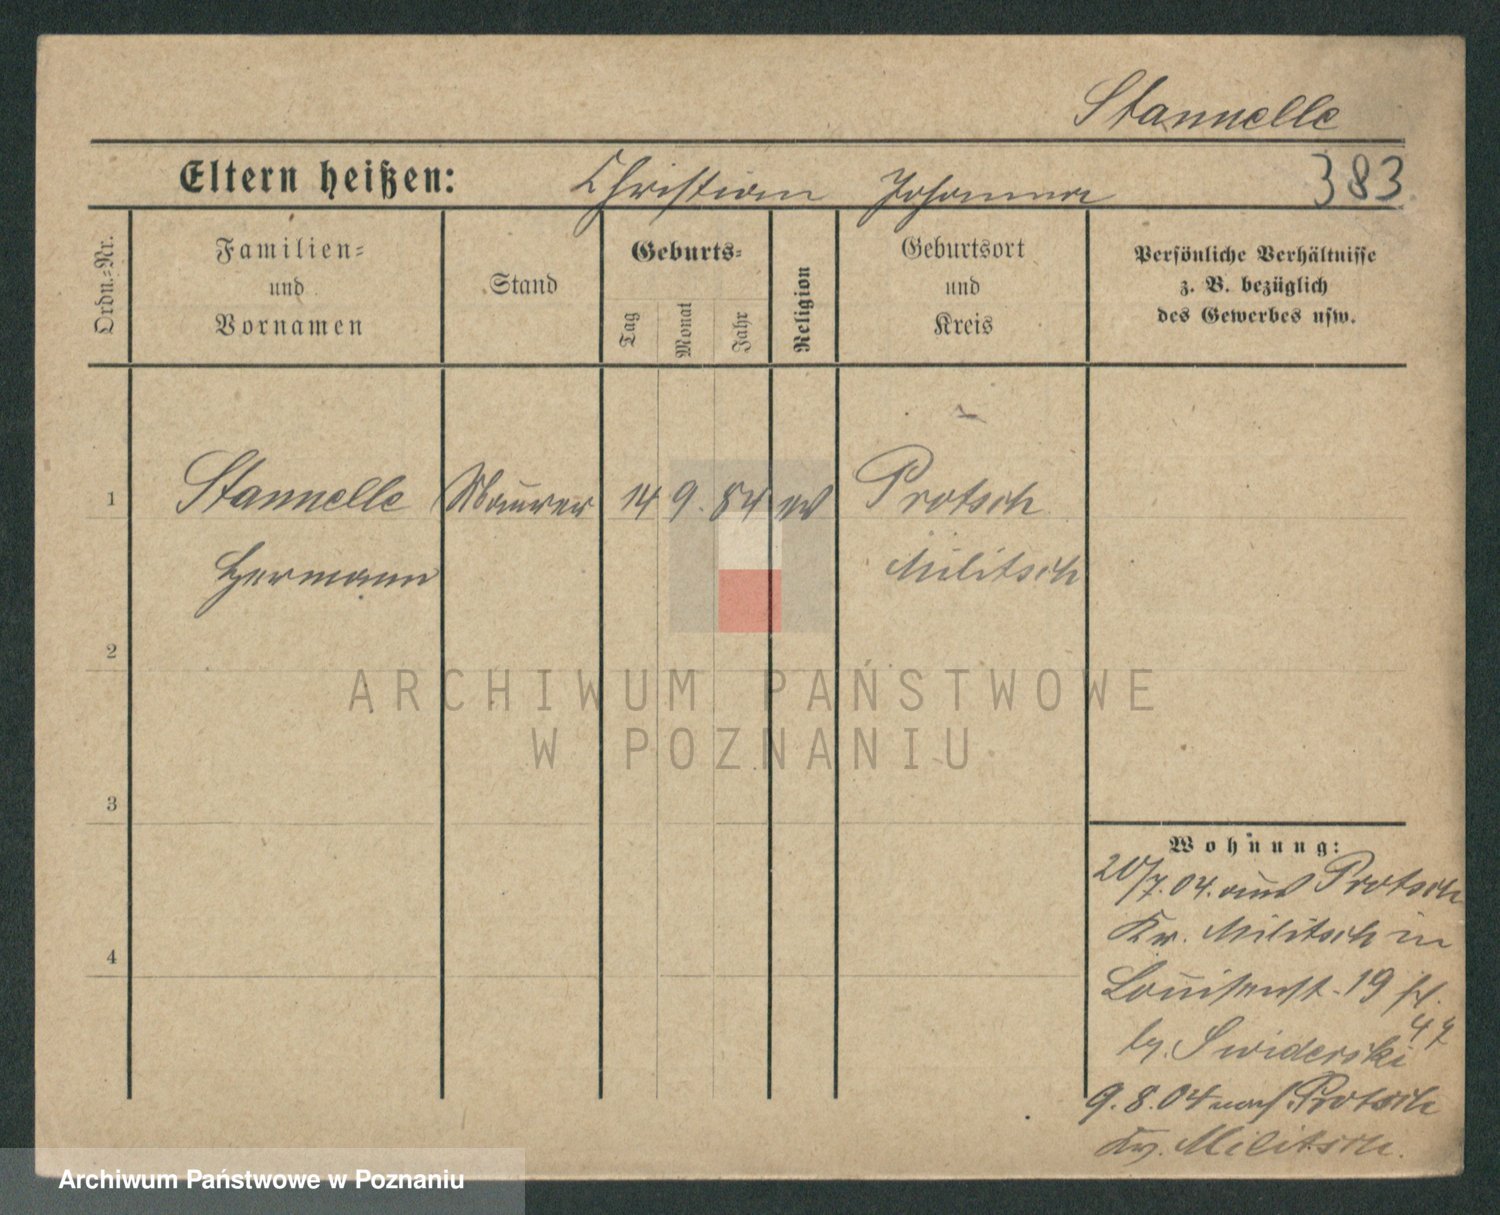 Stannelle
Eltern heißen: Christian Johanna 383
Ordn.-Nr.
Familien-
und
Vornamen
Stand
Geburts-
Tag
Monat
Jahr
Religion
Geburtsort
und
Kreis
Persönliche Verhältnisse
z. B. bezüglich
des Gewerbes usw.
1 Stannelle Maurer 14 9. 84 ev Protsch
Hermann Militsch
2
3
4
ARCHIWUM PAŃSTWOWE
W POZNANIU
Wohnung:
20/7.04. aus Protsch
Kr. Militsch in
Louisenst. 19
47
b. Swiderski
9.8.04 nach Protsch
Kr. Militsch.
Archiwum Państwowe w Poznaniu